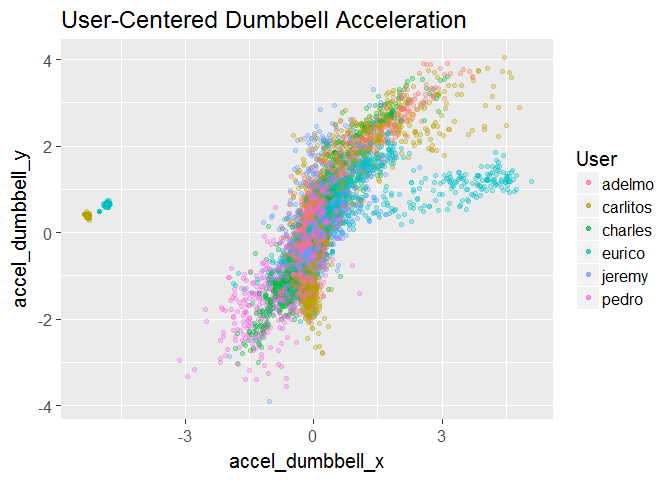 User-Centered Dumbbell Acceleration
accel_dumbbell_y
4
2
0
-2
-4
-3
0
3
accel_dumbbell_x
User
adelmo
carlitos
charles
eurico
jeremy
pedro